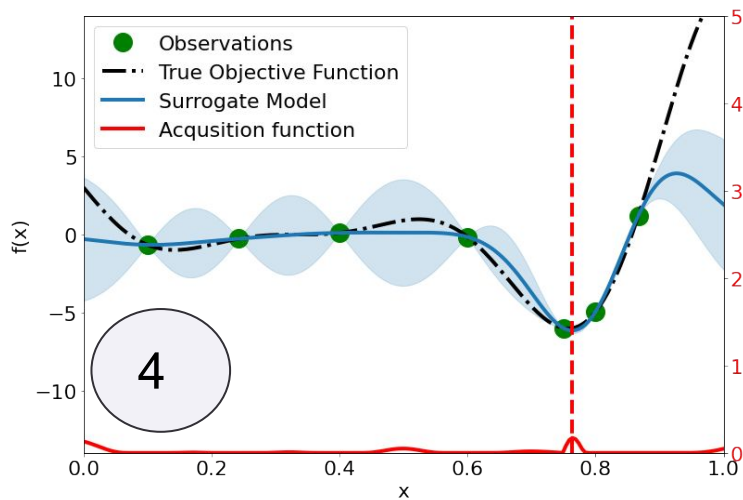 Observations
True Objective Function
Surrogate Model
Acqusition function
10
5
0
−5
−10
f(x)
5
4
3
2
1
0
4
0.0 0.2 0.4 0.6 0.8 1.0
x